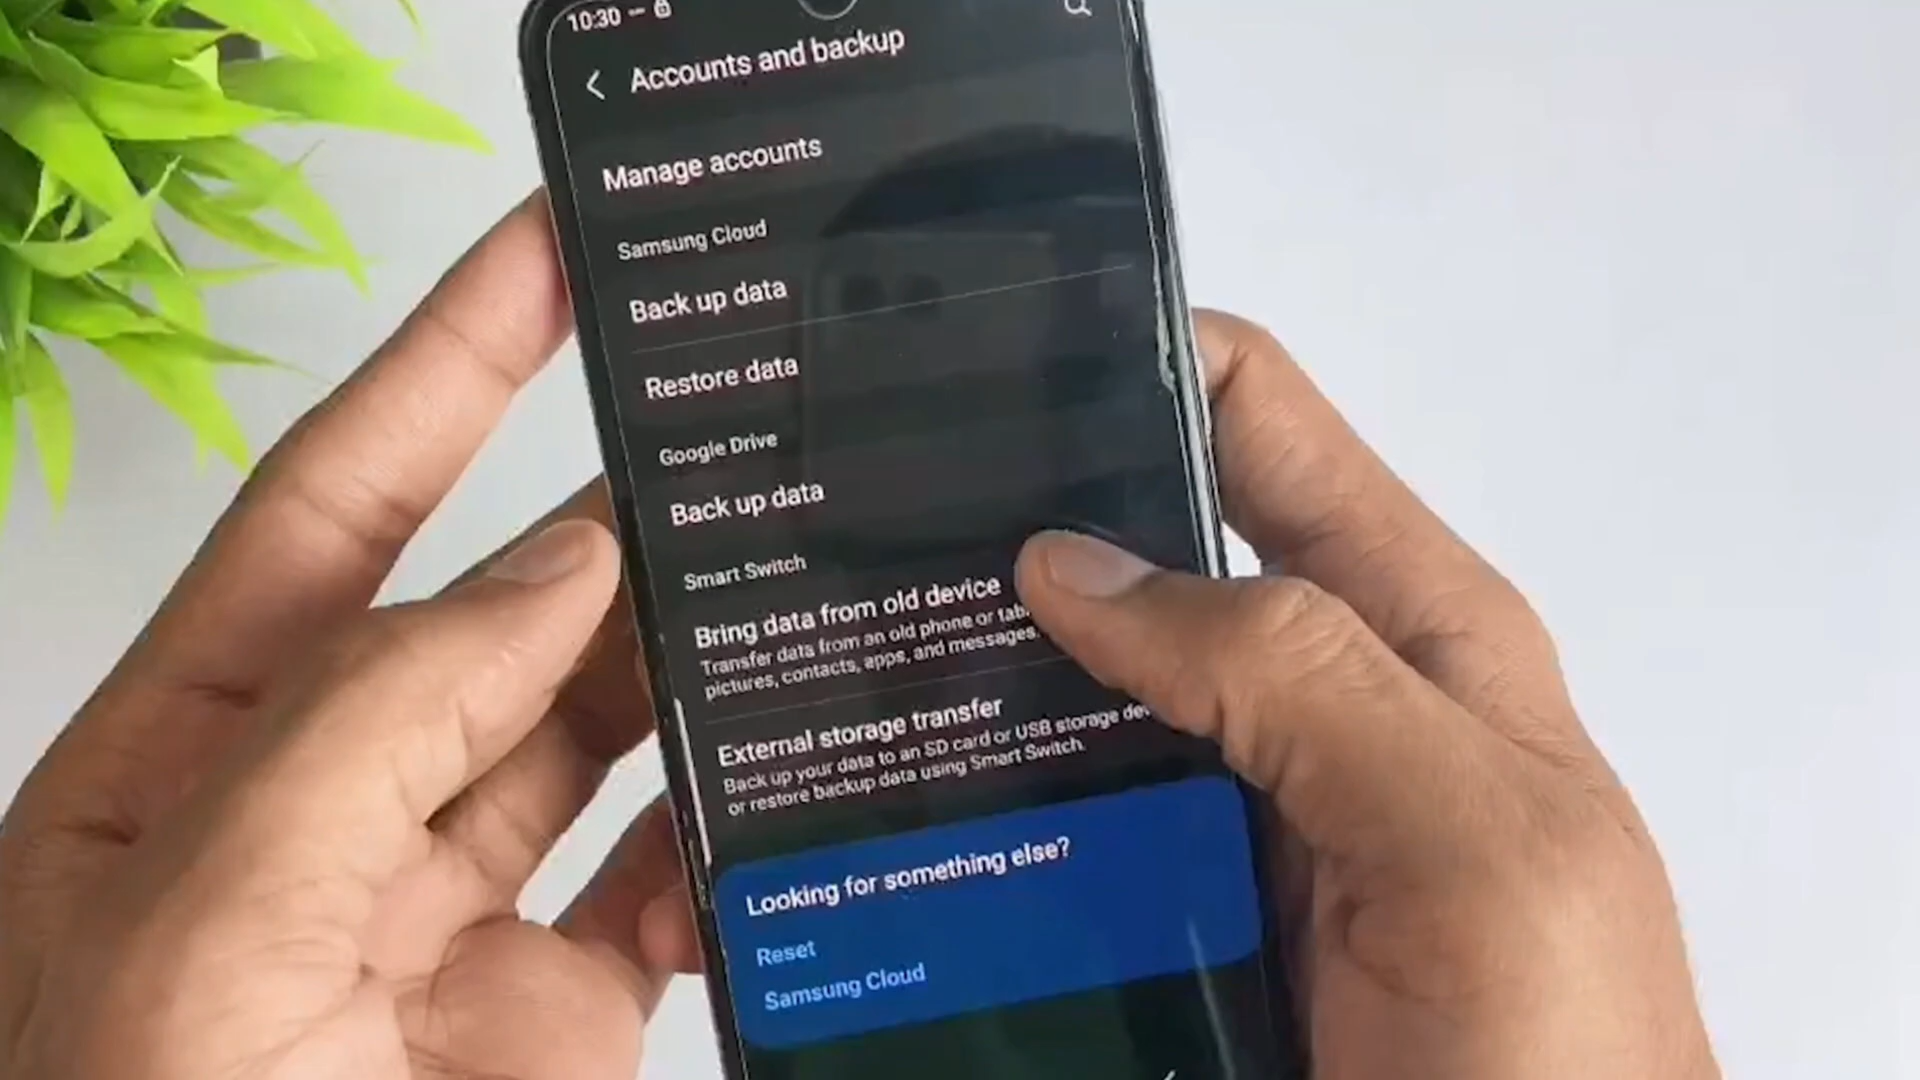 10:30
Accounts and backup
Manage accounts
Samsung Cloud
Back up data
Restore data
Google Drive
Back up data
Smart Switch
Bring data from old device
Transfer data from an old phone or
pictures, contacts, apps, and messages.
External storage transfer
Back up your data to an SD card or USB storage
or restore backup data using Smart Switch.
Looking for something else?
Reset
Samsung Cloud